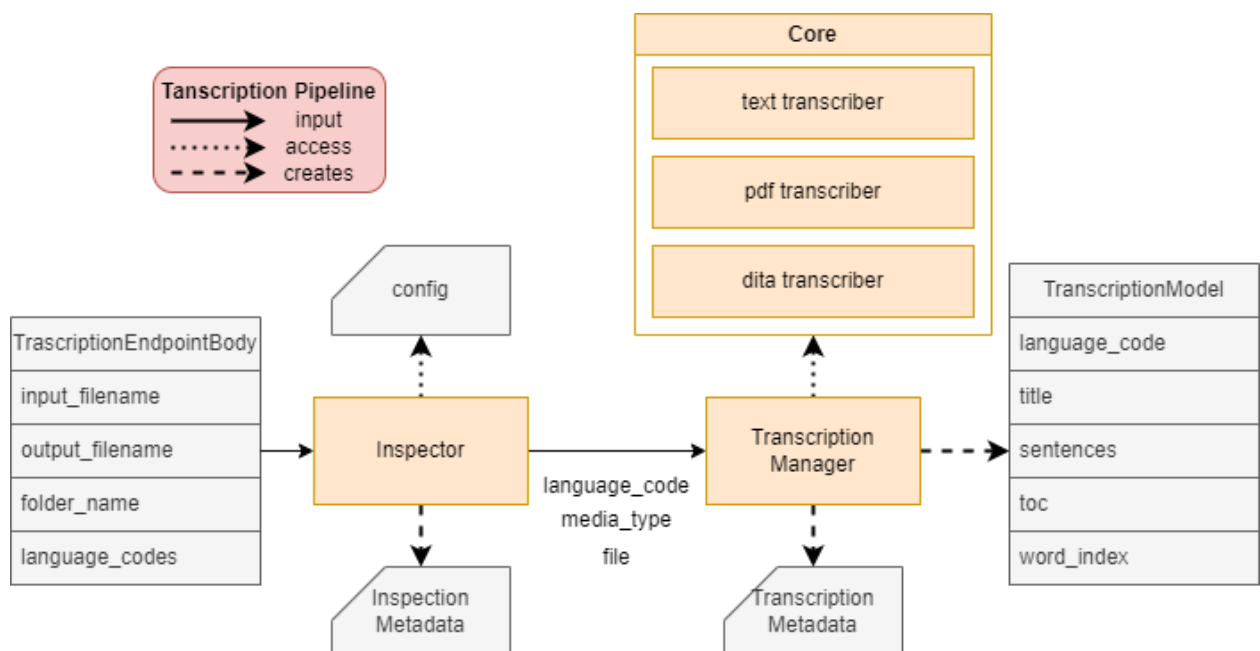 Core
Tanscription Pipeline
input
access
creates
text transcriber
pdf transcriber
dita transcriber
config
TrascriptionEndpointBody
input_filename
output_filename
folder_name
language_codes
Inspector
language_code
media_type
file
Transcription
Manager
TranscriptionModel
language_code
title
sentences
toc
word_index
Inspection
Metadata
Transcription
Metadata